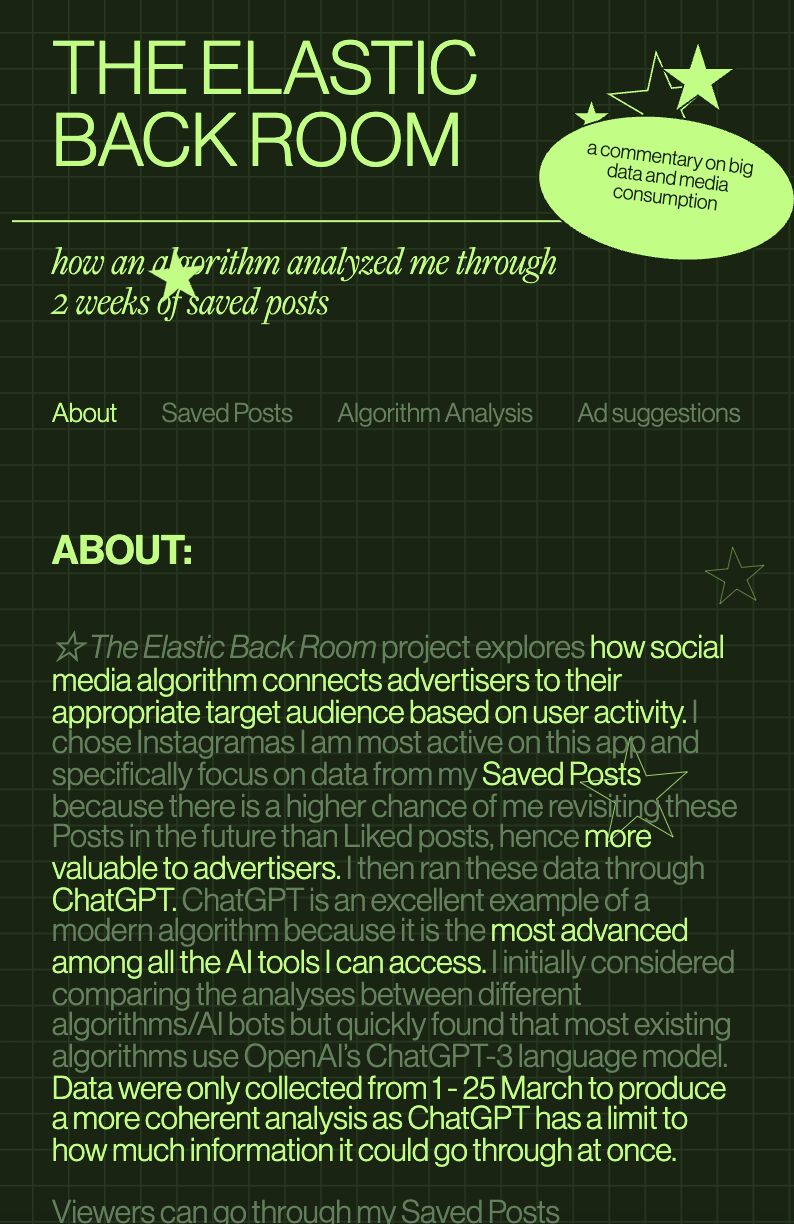 THE ELASTIC
BACK ROOM
a commentary on big
data and media
consumption
how an algorithm analyzed me through
2 weeks of saved posts
About Saved Posts Algorithm Analysis Ad suggestions
ABOUT:
☆ The Elastic Back Room project explores how social
media algorithm connects advertisers to their
appropriate target audience based on user activity. I
chose Instagramas I am most active on this app and
specifically focus on data from my Saved Posts
because there is a higher chance of me revisiting these
Posts in the future than Liked posts, hence more
valuable to advertisers. I then ran these data through
ChatGPT. ChatGPT is an excellent example of a
modern algorithm because it is the most advanced
among all the AI tools I can access. I initially considered
comparing the analyses between different
algorithms/AI bots but quickly found that most existing
algorithms use OpenAI’s ChatGPT-3 language model.
Data were only collected from 1 - 25 March to produce
a more coherent analysis as ChatGPT has a limit to
how much information it could go through at once.
Viewers can go through my Saved Posts